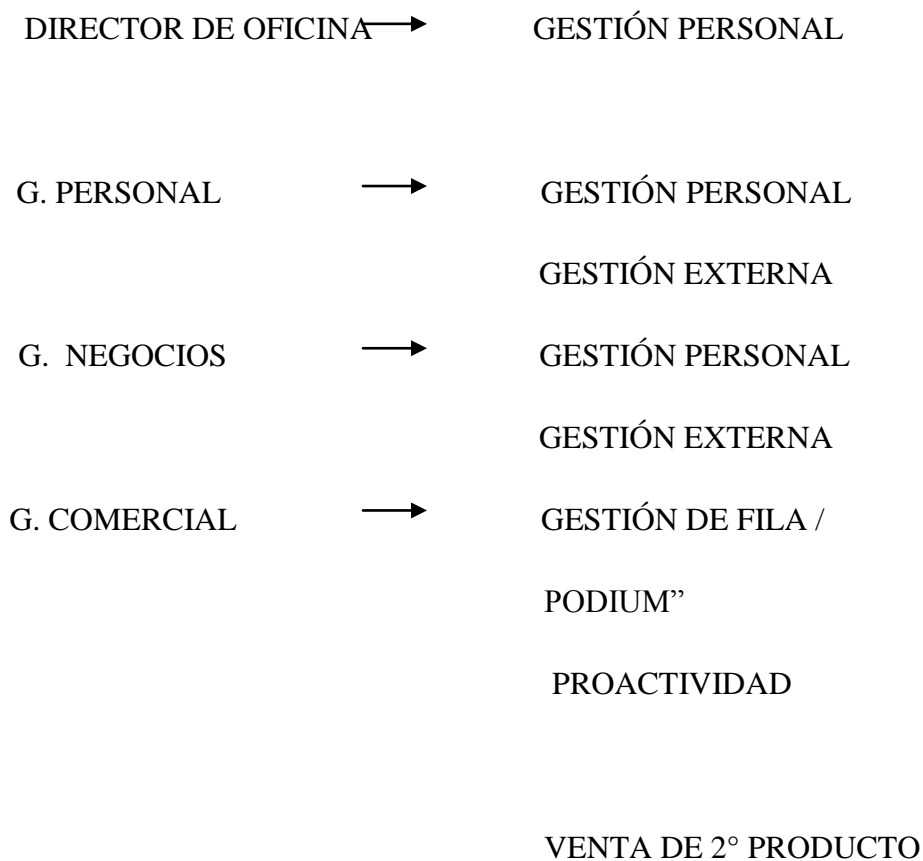 DIRECTOR DE OFICINA GESTIÓN PERSONAL
G. PERSONAL GESTIÓN PERSONAL
GESTIÓN EXTERNA
G. NEGOCIOS GESTIÓN PERSONAL
GESTIÓN EXTERNA
G. COMERCIAL GESTIÓN DE FILA /
PODIUM”
PROACTIVIDAD
VENTA DE 2° PRODUCTO